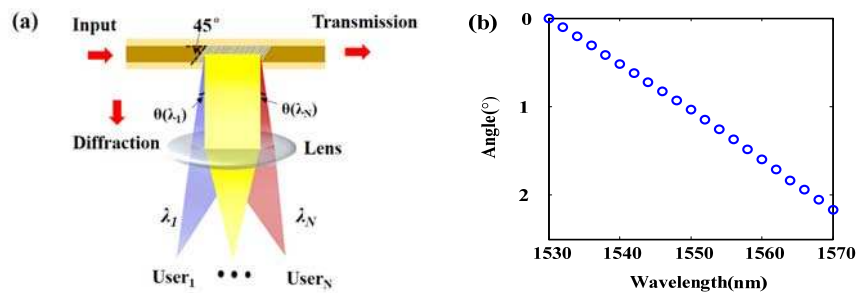 (a)
Input
45°
Transmission
θ(λ1)
θ(λN)
Diffraction
Lens
λ1
λN
User1
•••
UserN
(b)
Angle(°)
0
1
2
1530
1540
1550
1560
1570
Wavelength(nm)